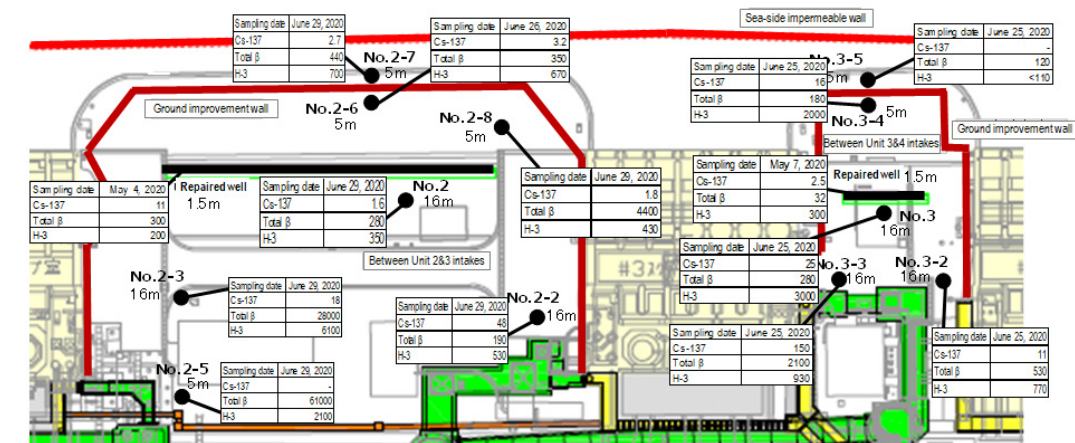 Sea-side impermeable wall
Sampling date June 29, 2020
Cs-137 2.7
Total β 440
H-3 700
No.2-7
5m
Sampling date June 26, 2020
Cs-137 3.2
Total β 350
H-3 670
Sampling date June 25, 2020
Cs-137 -
Total β 120
H-3 <110
No.3-5
5m
Sampling date June 25, 2020
Cs-137 16
Total β 180
H-3 2000
No.3-4
5m
Ground improvement wall
No.2-6
5m
No.2-8
5m
Ground improvement wall
Between Unit 3&4 intakes
Sampling date May 4, 2020
Cs-137 11
Total β 300
H-3 200
Repaired well
1.5m
Sampling date June 29, 2020
Cs-137 1.6
Total β 280
H-3 350
No.2
16m
Sampling date June 29, 2020
Cs-137 1.8
Total β 4400
H-3 430
Sampling date May 7, 2020
Cs-137 2.5
Total β 32
H-3 300
Repaired well
1.5m
No.3
16m
Between Unit 2&3 intakes
Sampling date June 25, 2020
Cs-137 25
Total β 280
H-3 3000
No.3-3
16m
No.3-2
16m
No.2-3
16m
Sampling date June 29, 2020
Cs-137 18
Total β 28000
H-3 6100
Sampling date June 29, 2020
Cs-137 48
Total β 190
H-3 530
No.2-2
16m
Sampling date June 25, 2020
Cs-137 150
Total β 2100
H-3 930
Sampling date June 25, 2020
Cs-137 11
Total β 530
H-3 770
No.2-5
5m
Sampling date June 29, 2020
Cs-137 -
Total β 61000
H-3 2100